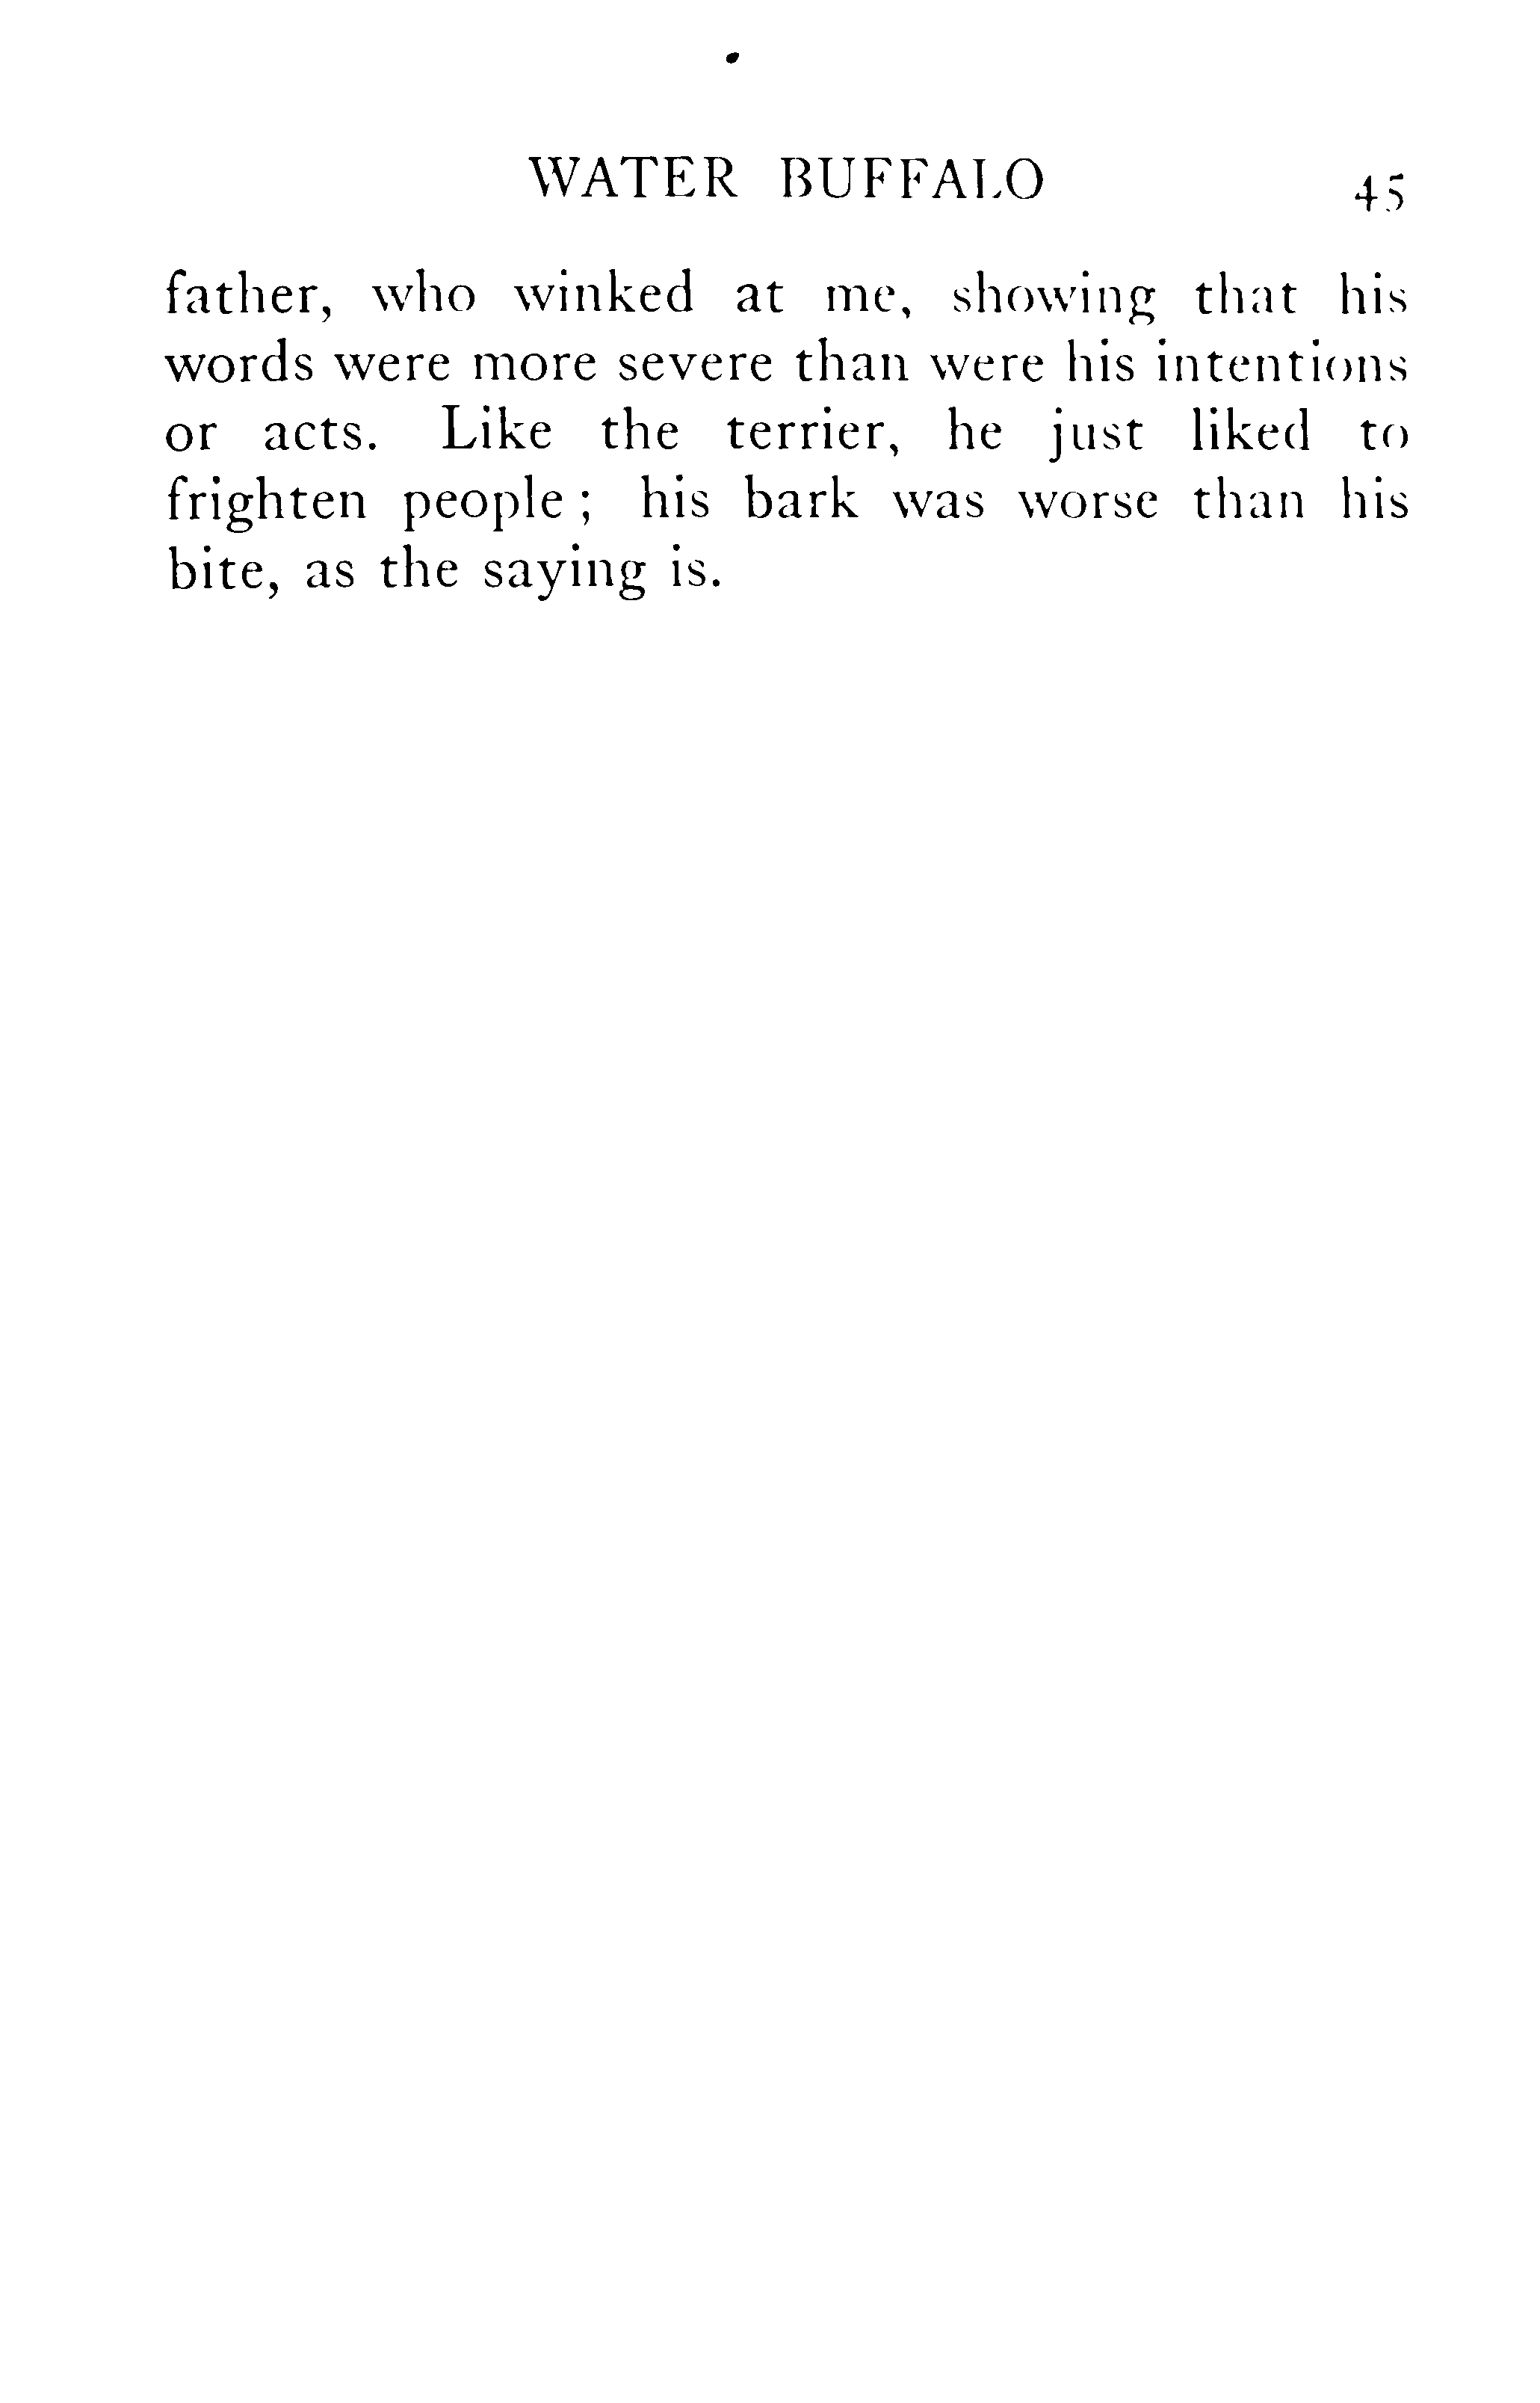 WATER BUFFALO 45
father, who winked at me, showing that his
words were more severe than were his intentions
or acts. Like the terrier, he just liked to
frighten people ; his bark was worse than his
bite, as the saying is.